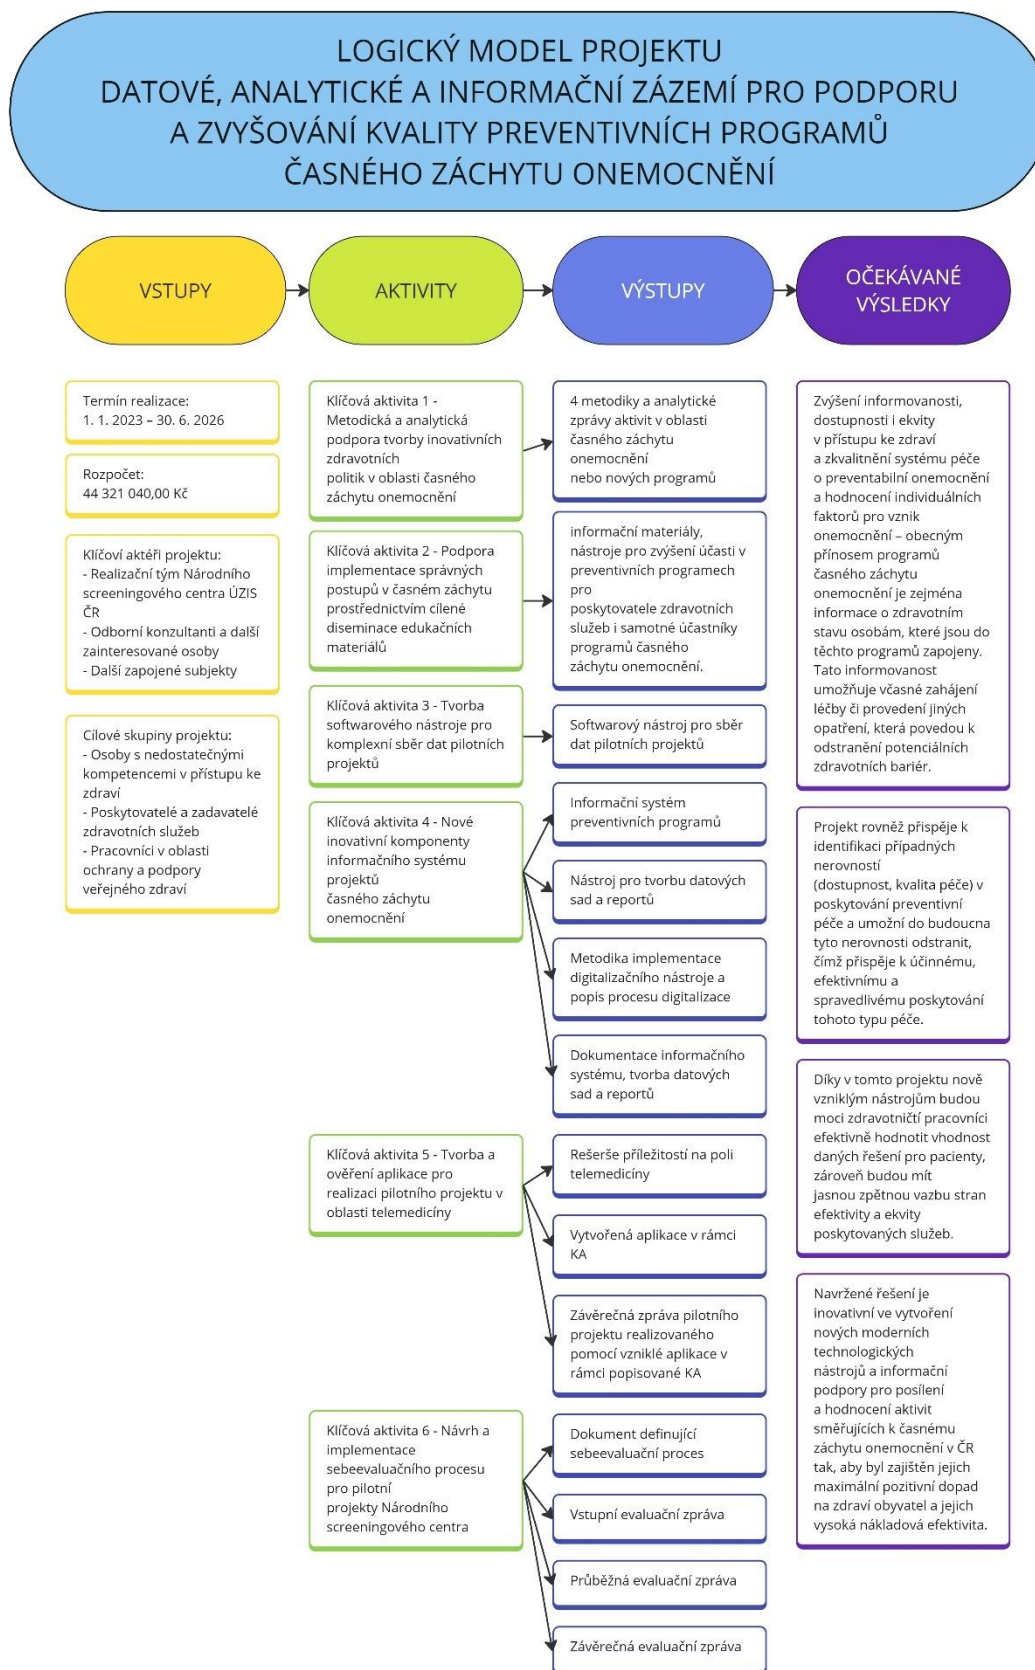 LOGICKÝ MODEL PROJEKTU
DATOVÉ, ANALYTICKÉ A INFORMAČNÍ ZÁZEMÍ PRO PODPORU
A ZVYŠOVÁNÍ KVALITY PREVENTIVNÍCH PROGRAMŮ
ČASNÉHO ZÁCHYTU ONEMOCNĚNÍ
VSTUPY
AKTIVITY
VÝSTUPY
OČEKÁVANÉ
VÝSLEDKY
Termín realizace:
1. 1. 2023 – 30. 6. 2026
Rozpočet:
44 321 040,00 Kč
Klíčoví aktéři projektu:
- Realizační tým Národního
screeningového centra ÚZIS
ČR
- Odborní konzultanti a další
zainteresované osoby
- Další zapojené subjekty
Cílové skupiny projektu:
- Osoby s nedostatečnými
kompetencemi v přístupu ke
zdraví
- Poskytovatelé a zadavatelé
zdravotních služeb
- Pracovníci v oblasti
ochrany a podpory
veřejného zdraví
Klíčová aktivita 1 -
Metodická a analytická
podpora tvorby inovativních
zdravotních
politik v oblasti časného
záchytu onemocnění
Klíčová aktivita 2 - Podpora
implementace správných
postupů v časném záchytu
prostřednictvím cílené
diseminace edukačních
materiálů
Klíčová aktivita 3 - Tvorba
softwarového nástroje pro
komplexní sběr dat pilotních
projektů
Klíčová aktivita 4 - Nové
inovativní komponenty
informačního systému
projektů
časného záchytu
onemocnění
Klíčová aktivita 5 - Tvorba a
ověření aplikace pro
realizaci pilotního projektu v
oblasti telemedicíny
Klíčová aktivita 6 - Návrh a
implementace
sebeevaluačního procesu
pro pilotní
projekty Národního
screeningového centra
4 metodiky a analytické
zprávy aktivit v oblasti
časného záchytu
onemocnění
nebo nových programů
informační materiály,
nástroje pro zvýšení účasti v
preventivních programech
pro
poskytovatele zdravotních
služeb i samotné účastníky
programů časného
záchytu onemocnění.
Softwarový nástroj pro sběr
dat pilotních projektů
Informační systém
preventivních programů
Nástroj pro tvorbu datových
sad a reportů
Metodika implementace
digitalizačního nástroje a
popis procesu digitalizace
Dokumentace informačního
systému, tvorba datových
sad a reportů
Rešerše příležitostí na poli
telemedicíny
Vytvořená aplikace v rámci
KA
Závěrečná zpráva pilotního
projektu realizovaného
pomocí vzniklé aplikace v
rámci popisované KA
Dokument definující
sebeevaluační proces
Vstupní evaluační zpráva
Průběžná evaluační zpráva
Závěrečná evaluační zpráva
Zvýšení informovanosti,
dostupnosti i ekvity
v přístupu ke zdraví
a zkvalitnění systému péče
o preventabilní onemocnění
a hodnocení individuálních
faktorů pro vznik
onemocnění – obecným
přínosem programů
časného záchytu
onemocnění je zejména
informace o zdravotním
stavu osobám, které jsou do
těchto programů zapojeny.
Tato informovanost
umožňuje včasné zahájení
léčby či provedení jiných
opatření, která povedou k
odstranění potenciálních
zdravotních bariér.
Projekt rovněž přispěje k
identifikaci případných
nerovností
(dostupnost, kvalita péče) v
poskytování preventivní
péče a umožní do budoucna
tyto nerovnosti odstranit,
čímž přispěje k účinnému,
efektivnímu a
spravedlivému poskytování
tohoto typu péče.
Díky v tomto projektu nově
vzniklým nástrojům budou
moci zdravotničtí pracovníci
efektivně hodnotit vhodnost
daných řešení pro pacienty,
zároveň budou mít
jasnou zpětnou vazbu stran
efektivity a ekvity
poskytovaných služeb.
Navržené řešení je
inovativní ve vytvoření
nových moderních
technologických
nástrojů a informační
podpory pro posílení
a hodnocení aktivit
směřujících k časnému
záchytu onemocnění v ČR
tak, aby byl zajištěn jejich
maximální pozitivní dopad
na zdraví obyvatel a jejich
vysoká nákladová efektivita.